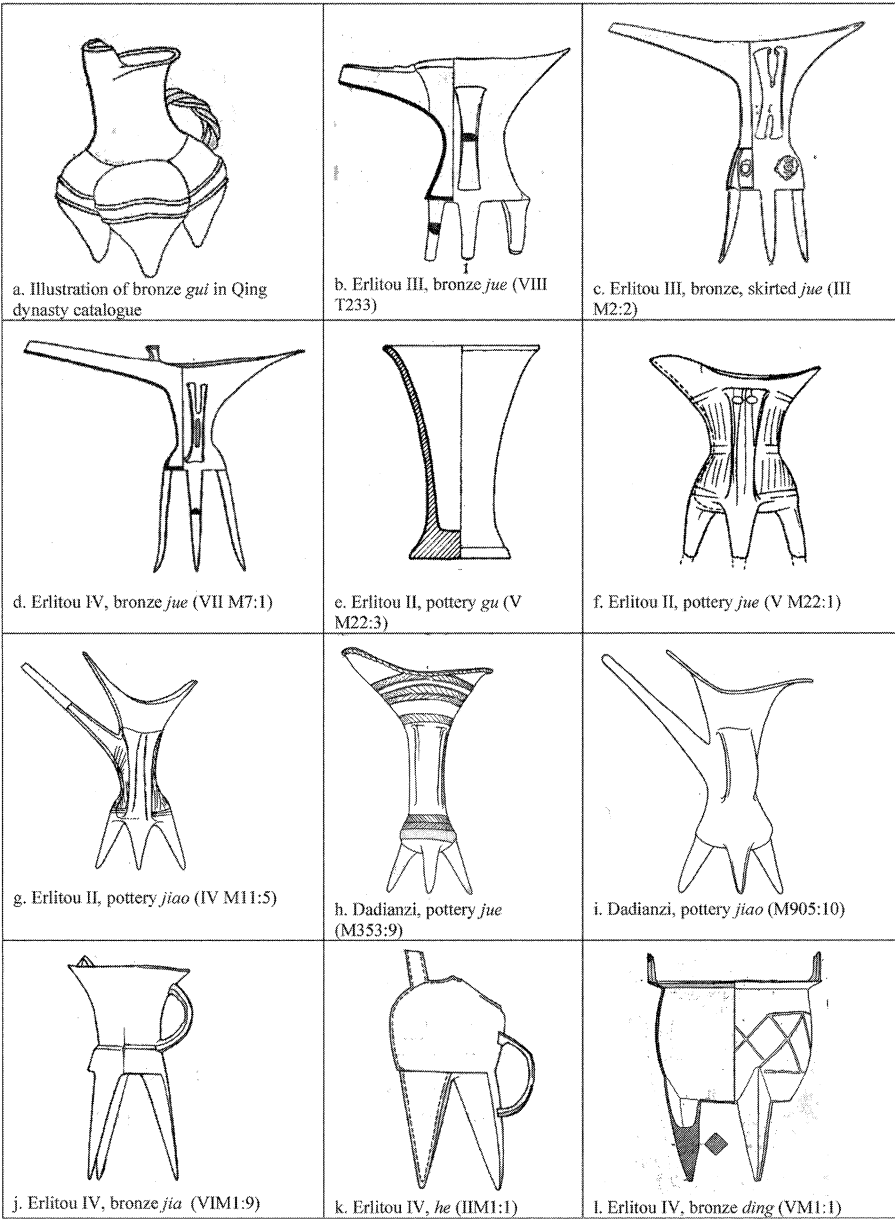 a. Illustration of bronze gui in Qing
dynasty catalogue
1
b. Erlitou III, bronze jue (VIII
T233)
c. Erlitou III, bronze, skirted jue (III
M2:2)
d. Erlitou IV, bronze jue (VII M7:1)
e. Erlitou II, pottery gu (V
M22:3)
f. Erlitou II, pottery jue (V M22:1)
g. Erlitou II, pottery jiao (IV M11:5)
h. Dadianzi, pottery jue
(M353:9)
i. Dadianzi, pottery jiao (M905:10)
j. Erlitou IV, bronze jia (VIM1:9)
k. Erlitou IV, he (IIM1:1)
l. Erlitou IV, bronze ding (VM1:1)